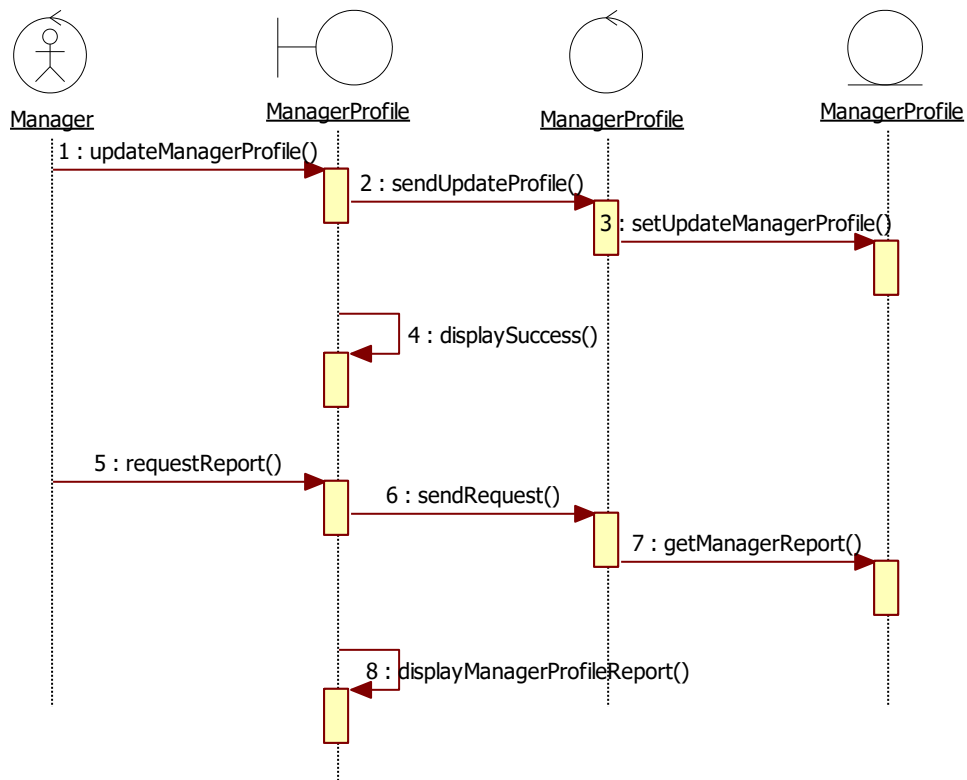 Manager
ManagerProfile
ManagerProfile
ManagerProfile
1 : updateManagerProfile()
2 : sendUpdateProfile()
3 : setUpdateManagerProfile()
4 : displaySuccess()
5 : requestReport()
6 : sendRequest()
7 : getManagerReport()
8 : displayManagerProfileReport()